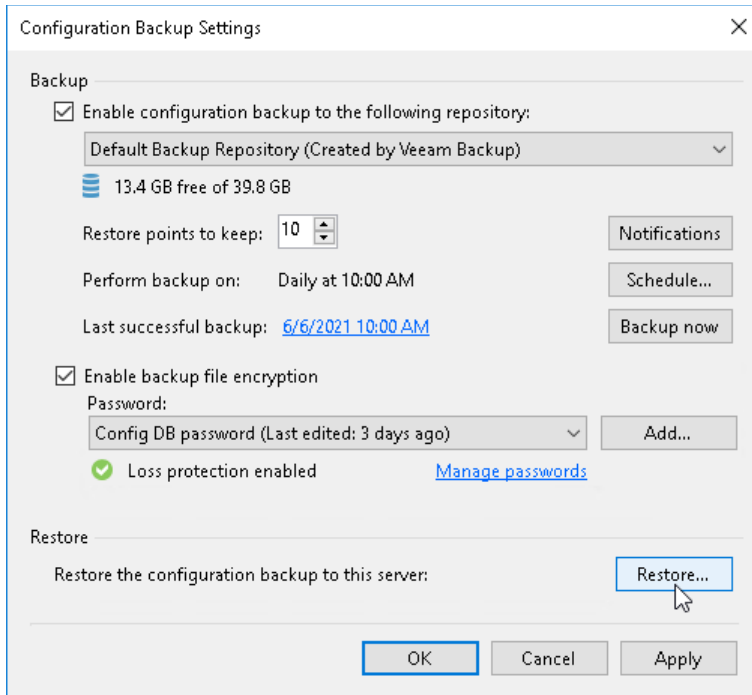 Configuration Backup Settings
Backup
Enable configuration backup to the following repository:
Default Backup Repository (Created by Veeam Backup)
13.4 GB free of 39.8 GB
Restore points to keep: 10 Notifications
Perform backup on: Daily at 10:00 AM Schedule...
Last successful backup: 6/6/2021 10:00 AM Backup now
Enable backup file encryption
Password:
Config DB password (Last edited: 3 days ago) Add...
Loss protection enabled Manage passwords
Restore
Restore the configuration backup to this server: Restore...
OK Cancel Apply